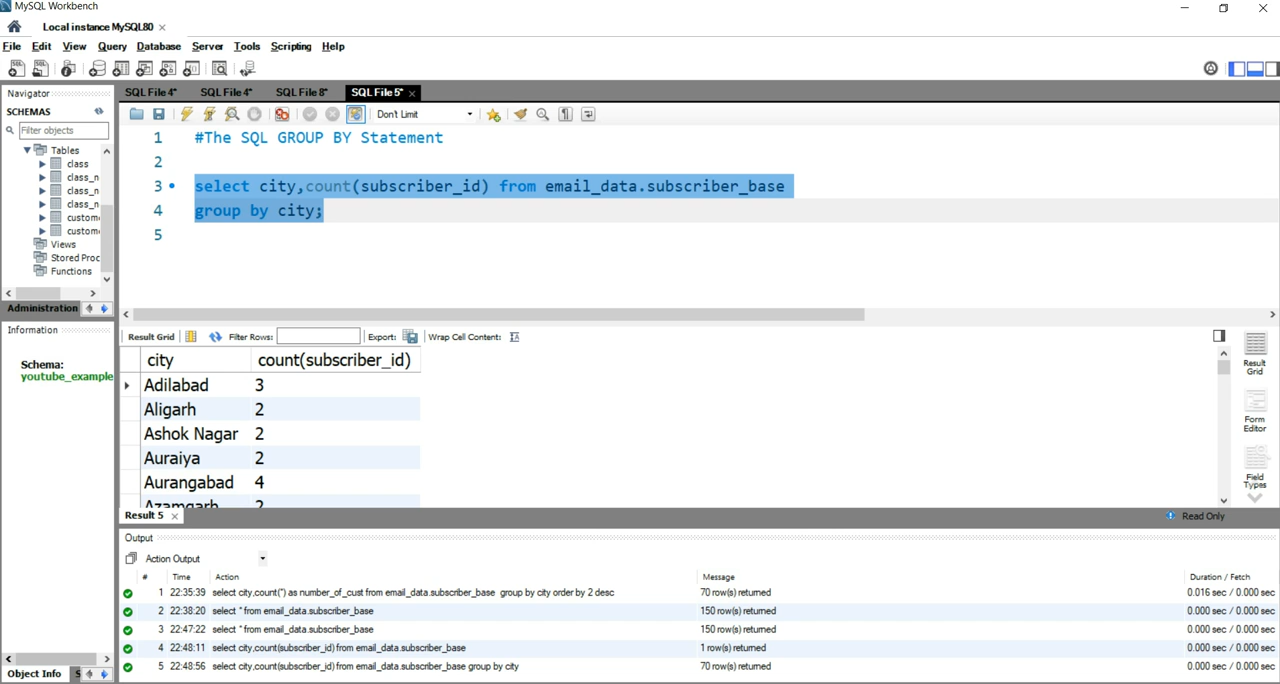 MySQL Workbench
Local instance MySQL80
File Edit View Query Database Server Tools Scripting Help
Navigator
SCHEMAS
Filter objects
Tables
class
class_n
class_n
class_n
custom
custom
Views
Stored Proc
Functions
Administration
Information
Schema:
youtube_example
Object Info S
SQL File 4* SQL File 4* SQL File 8* SQL File 5*
Don't Limit
1 #The SQL GROUP BY Statement
2
3 select city,count(subscriber_id) from email_data.subscriber_base
4 group by city;
5
Result Grid Filter Rows: Export: Wrap Cell Content:
city count(subscriber_id)
Adilabad 3
Aligarh 2
Ashok Nagar 2
Auraiya 2
Aurangabad 4
Azamgarh 2
Result Grid
Form Editor
Field Types
Result 5
Read Only
Output
Action Output
# Time Action Message Duration / Fetch
1 22:35:39 select city,count(*) as number_of_cust from email_data.subscriber_base group by city order by 2 desc 70 row(s) returned 0.016 sec / 0.000 sec
2 22:38:20 select * from email_data.subscriber_base 150 row(s) returned 0.000 sec / 0.000 sec
3 22:47:22 select * from email_data.subscriber_base 150 row(s) returned 0.000 sec / 0.000 sec
4 22:48:11 select city,count(subscriber_id) from email_data.subscriber_base 1 row(s) returned 0.000 sec / 0.000 sec
5 22:48:56 select city,count(subscriber_id) from email_data.subscriber_base group by city 70 row(s) returned 0.000 sec / 0.000 sec